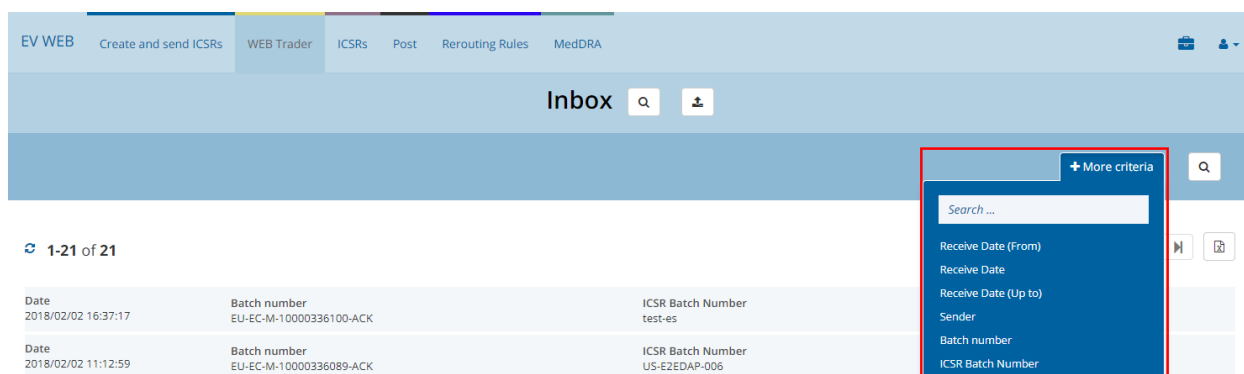 EV WEB Create and send ICSRs WEB Trader ICSRs Post Rerouting Rules MedDRA
Inbox
+ More criteria
Search ...
1-21 of 21
Receive Date (From)
Receive Date
Receive Date (Up to)
Sender
Batch number
ICSR Batch Number
Date Batch number ICSR Batch Number
2018/02/02 16:37:17 EU-EC-M-10000336100-ACK test-es
Date Batch number ICSR Batch Number
2018/02/02 11:12:59 EU-EC-M-10000336089-ACK US-E2EDAP-006